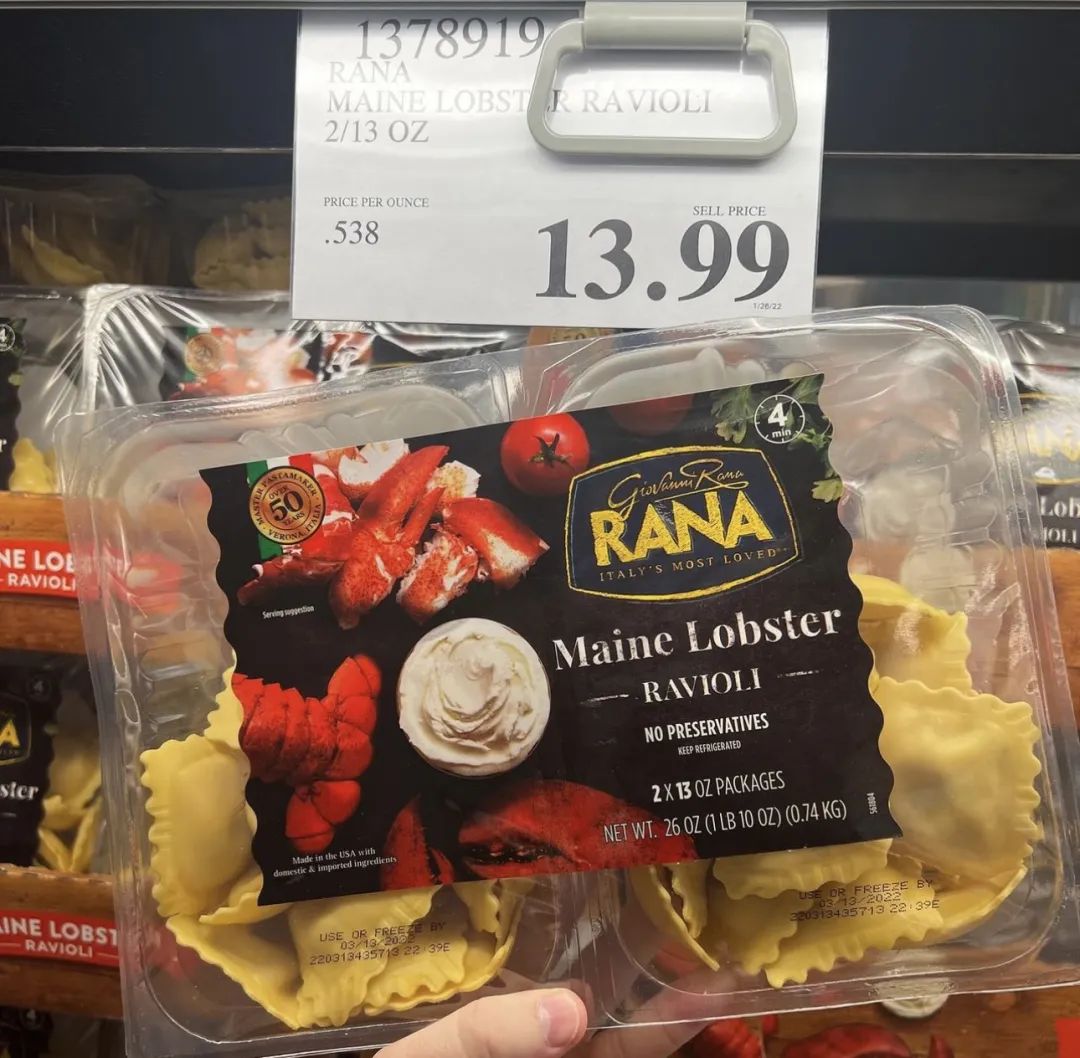 1378919
RANA
MAINE LOBSTER RAVIOLI
2/13 OZ
PRICE PER OUNCE
.538
SELL PRICE
13.99
1/26/22
4
min
MASTER PASTAMAKER
OVER
50
YEARS
VERONA, ITALIA
Giovanni Rana
RANA
ITALY'S MOST LOVED
Serving suggestion
Maine Lobster
RAVIOLI
NO PRESERVATIVES
KEEP REFRIGERATED
2 X 13 OZ PACKAGES
NET WT. 26 OZ (1 LB 10 OZ) (0.74 KG)
Made in the USA with
domestic & imported ingredients
USE OR FREEZE BY
03/13/2022
220313435713 22:39E
USE OR FREEZE BY
03/13/2022
220313435713 22:39E
NE LOB
RAVIOLI
ster
AINE LOBST
RAVIOLI